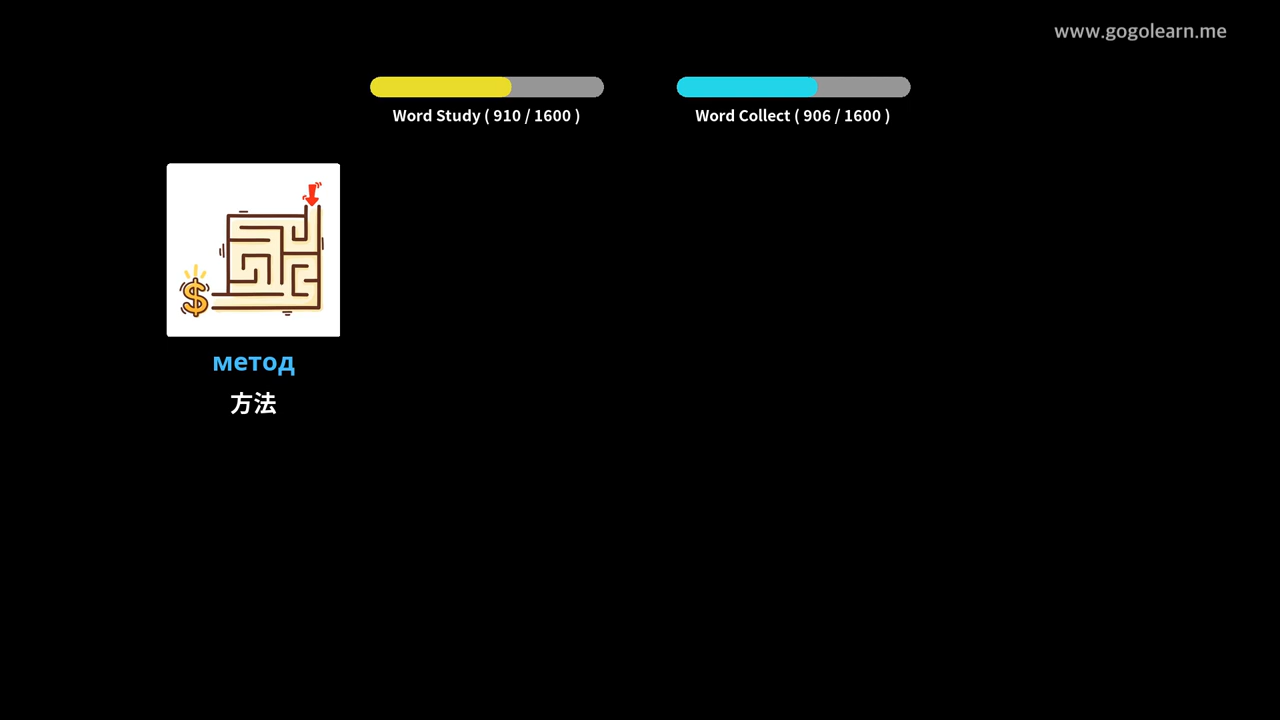 www.gogolearn.me
Word Study ( 910 / 1600 )
Word Collect ( 906 / 1600 )
$
метод
方法